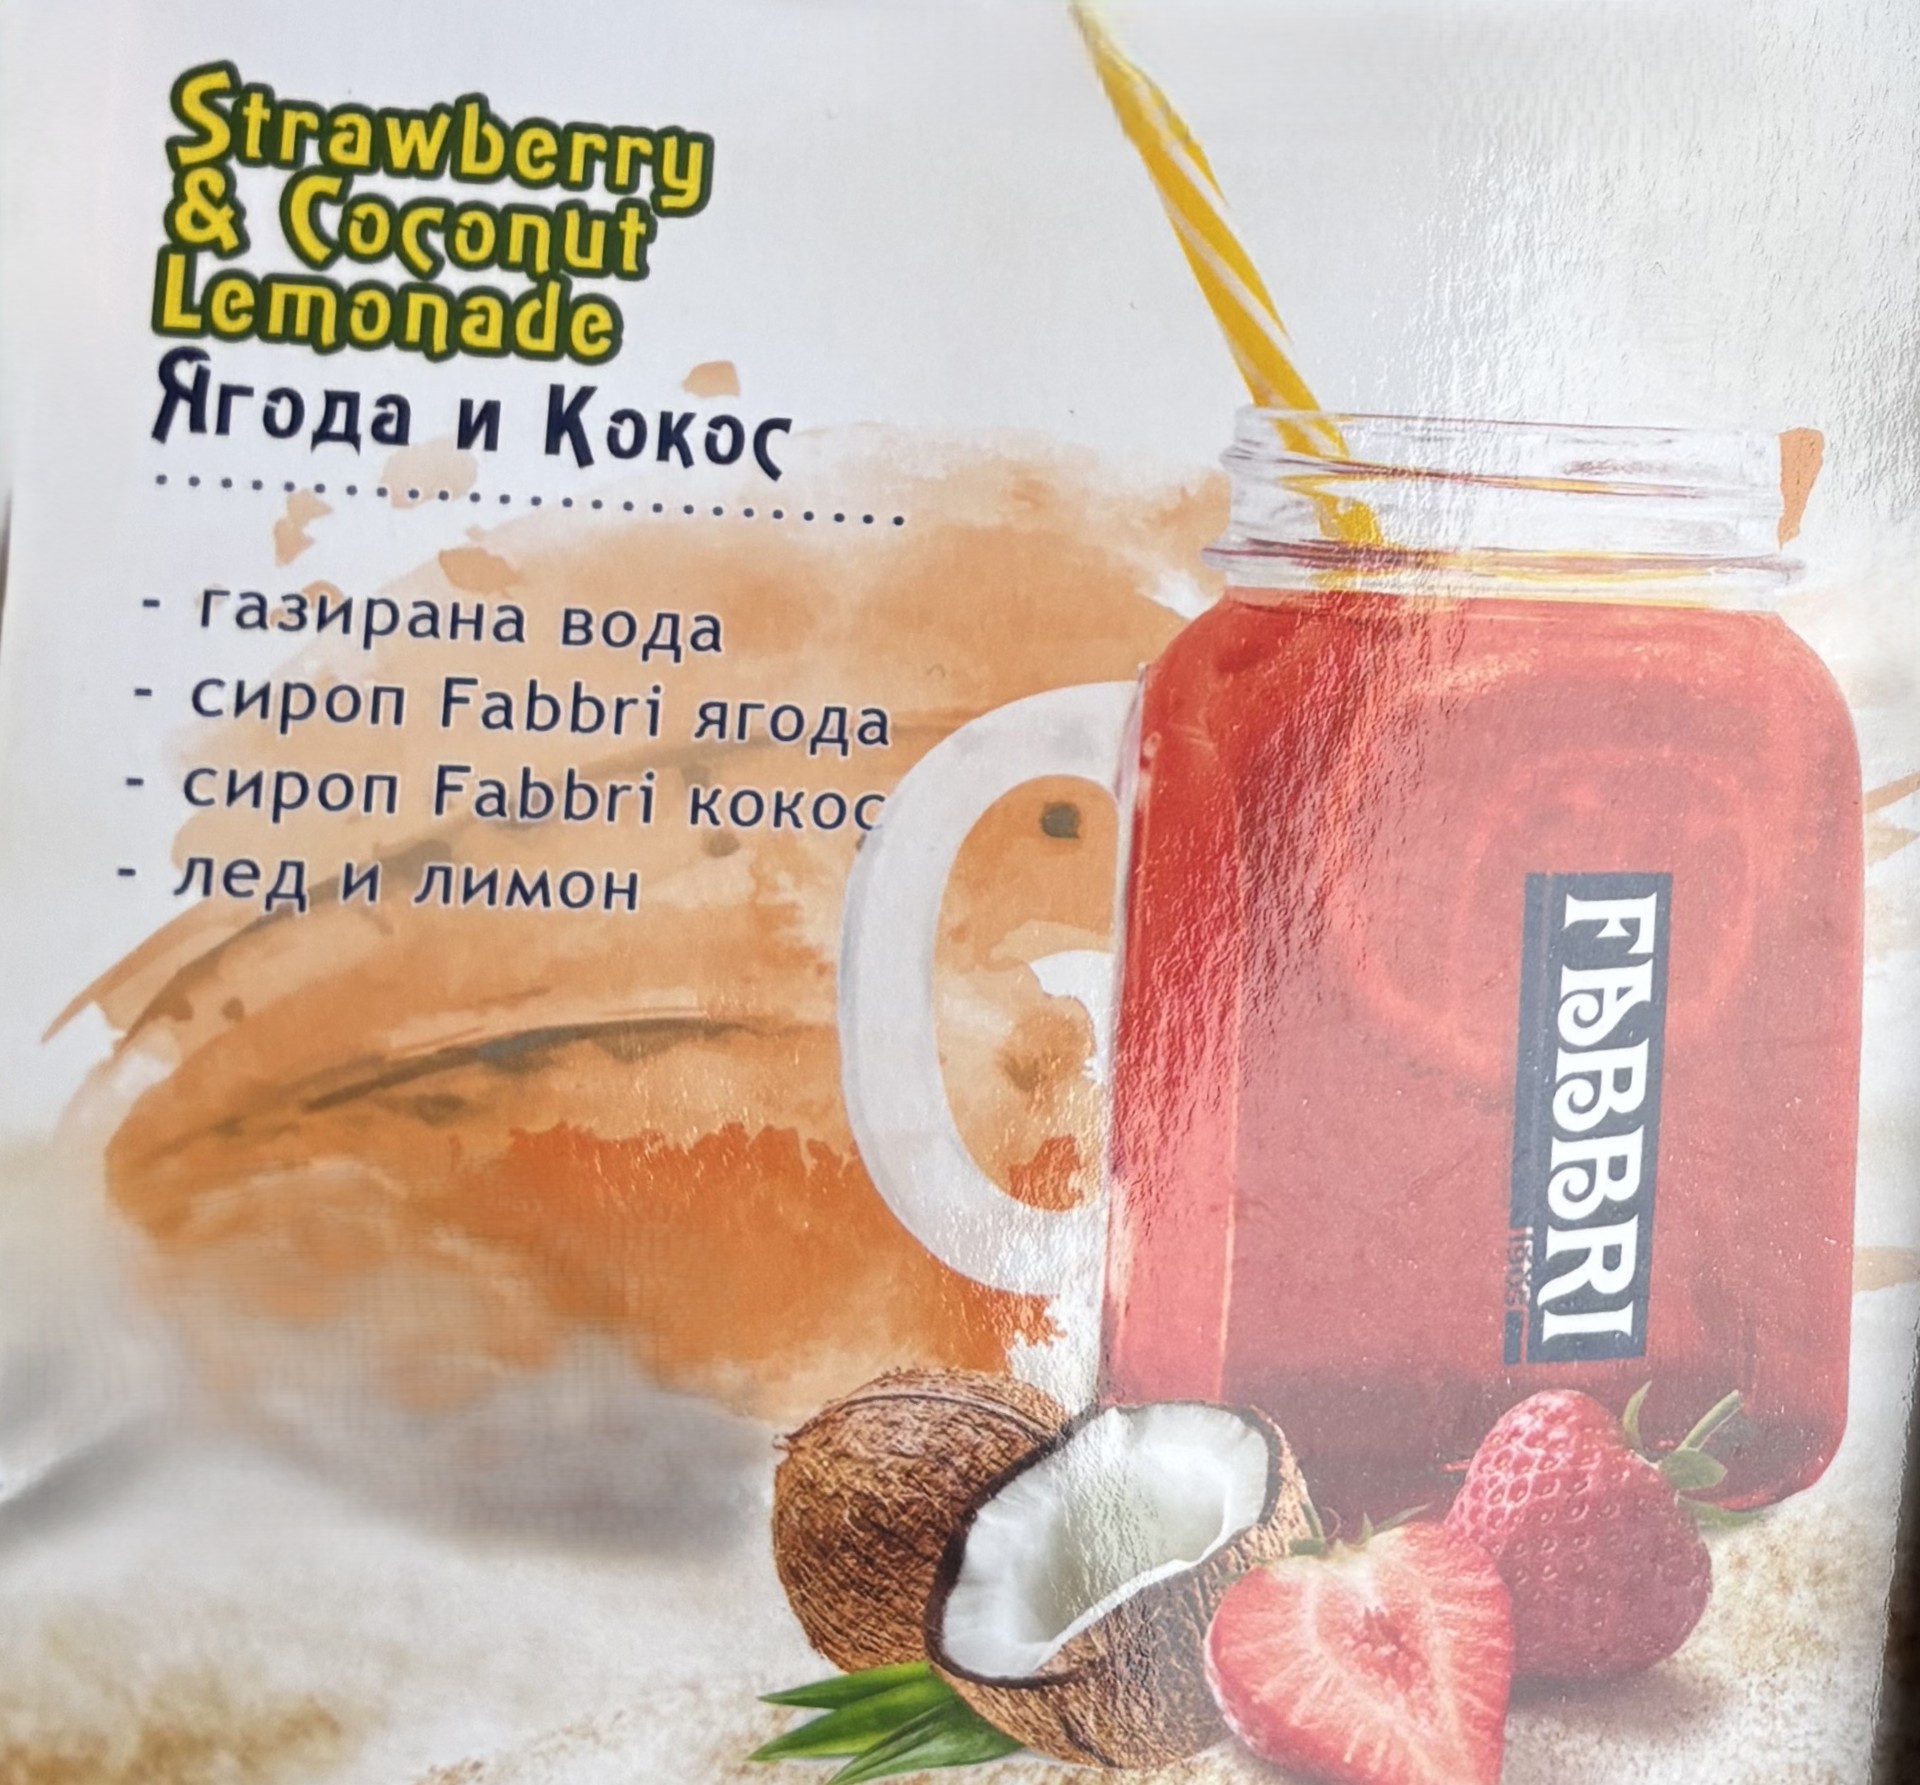 Strawberry
& Coconut
Lemonade
Ягода и Кокос
- газирана вода
- сироп Fabbri ягода
- сироп Fabbri кокос
- лед и лимон
FABBRI
1905